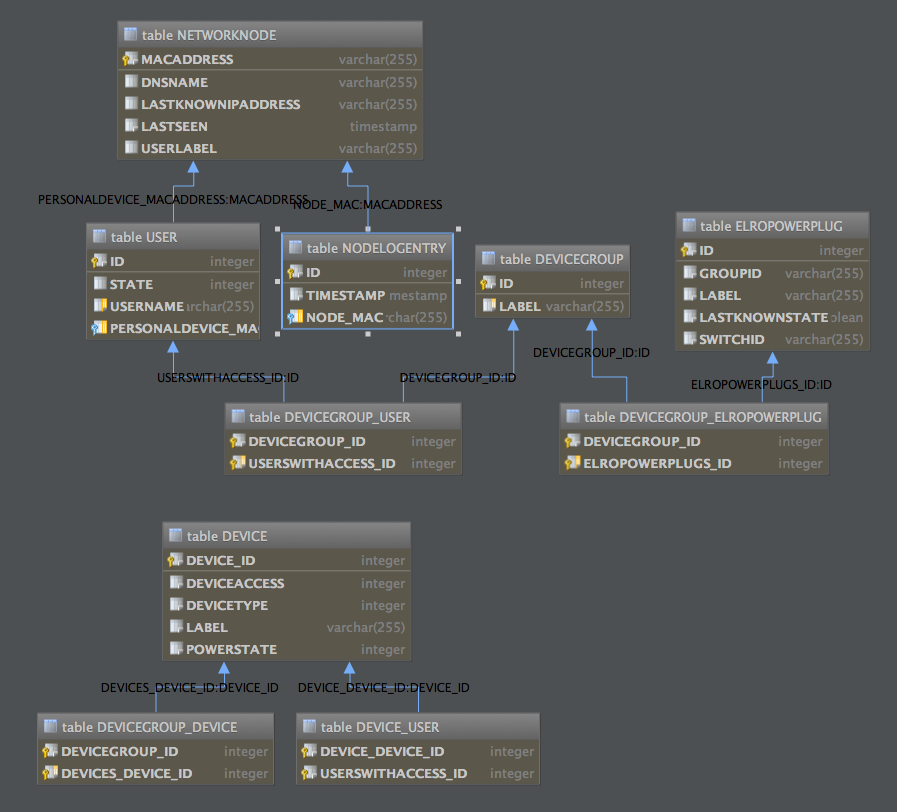 table NETWORKNODE
MACADDRESS varchar(255)
DNSNAME varchar(255)
LASTKNOWNIPADDRESS varchar(255)
LASTSEEN timestamp
USERLABEL varchar(255)
PERSONALDEVICE_MACADDRESS:MACADDRESS
NODE_MAC:MACADDRESS
table USER
ID integer
STATE integer
USERNAME rchar(255)
PERSONALDEVICE_MA
table NODELOGENTRY
ID integer
TIMESTAMP mestamp
NODE_MAC char(255)
table DEVICEGROUP
ID integer
LABEL varchar(255)
table ELROPOWERPLUG
ID integer
GROUPID varchar(255)
LABEL varchar(255)
LASTKNOWNSTATE olean
SWITCHID varchar(255)
DEVICEGROUP_ID:ID
USERSWITHACCESS_ID:ID
DEVICEGROUP_ID:ID
ELROPOWERPLUGS_ID:ID
table DEVICEGROUP_USER
DEVICEGROUP_ID integer
USERSWITHACCESS_ID integer
table DEVICEGROUP_ELROPOWERPLUG
DEVICEGROUP_ID integer
ELROPOWERPLUGS_ID integer
table DEVICE
DEVICE_ID integer
DEVICEACCESS integer
DEVICETYPE integer
LABEL varchar(255)
POWERSTATE integer
DEVICES_DEVICE_ID:DEVICE_ID
DEVICE_DEVICE_ID:DEVICE_ID
table DEVICEGROUP_DEVICE
DEVICEGROUP_ID integer
DEVICES_DEVICE_ID integer
table DEVICE_USER
DEVICE_DEVICE_ID integer
USERSWITHACCESS_ID integer